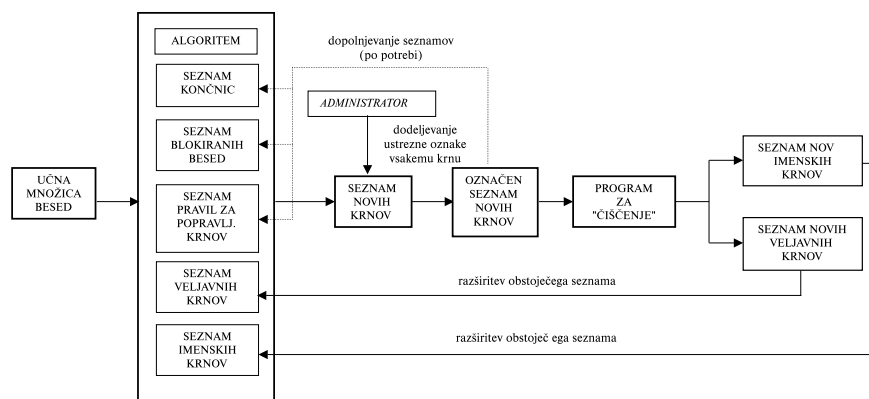 ALGORITEM
SEZNAM
KONČNIC
SEZNAM
BLOKIRANIH
BESED
SEZNAM
PRAVIL ZA
POPRAVLJ.
KRNOV
SEZNAM
VELJAVNIH
KRNOV
SEZNAM
IMENSKIH
KRNOV
UČNA
MNOŽICA
BESED
dopolnjevanje seznamov
(po potrebi)
ADMINISTRATOR
dodeljevanje
ustrezne oznake
vsakemu krnu
SEZNAM
NOVIH
KRNOV
OZNAČEN
SEZNAM
NOVIH
KRNOV
PROGRAM
ZA
"ČIŠČENJE"
SEZNAM NOV
IMENSKIH
KRNOV
SEZNAM NOVIH
VELJAVNIH
KRNOV
razširitev obstoječega seznama
razširitev obstoječ ega seznama